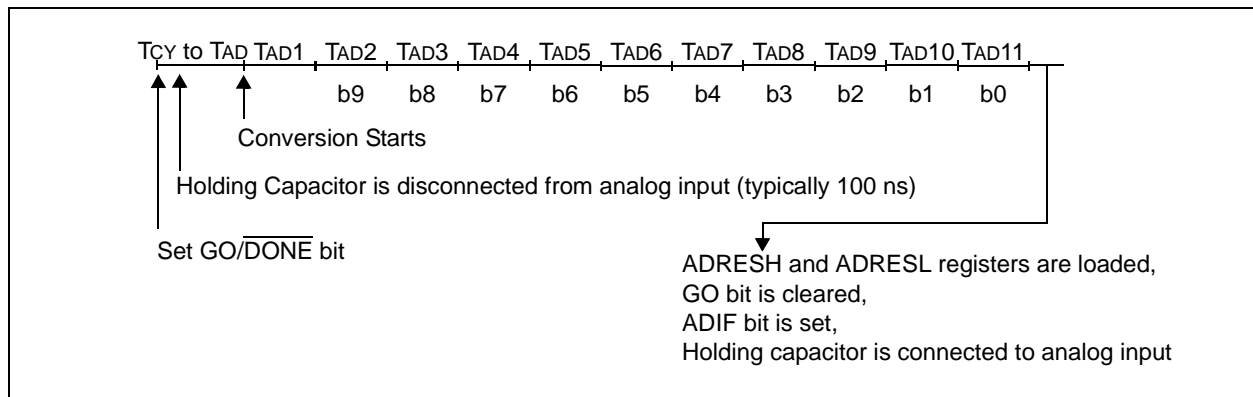 TCY to TAD TAD1 TAD2 TAD3 TAD4 TAD5 TAD6 TAD7 TAD8 TAD9 TAD10 TAD11
b9 b8 b7 b6 b5 b4 b3 b2 b1 b0
Conversion Starts
Holding Capacitor is disconnected from analog input (typically 100 ns)
Set GO/DONE bit
ADRESH and ADRESL registers are loaded,
GO bit is cleared,
ADIF bit is set,
Holding capacitor is connected to analog input